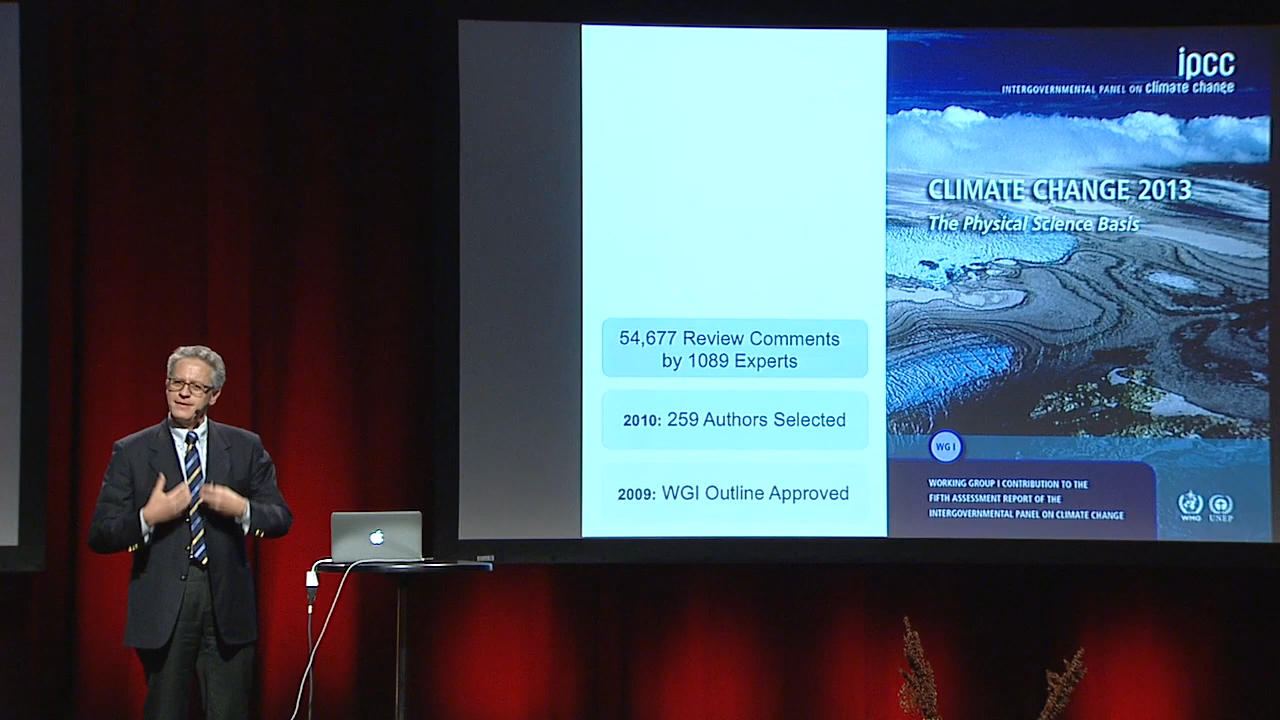 54,677 Review Comments
by 1089 Experts
2010: 259 Authors Selected
2009: WGI Outline Approved
ipcc
INTERGOVERNMENTAL PANEL ON climate change
CLIMATE CHANGE 2013
The Physical Science Basis
WG I
WORKING GROUP I CONTRIBUTION TO THE
FIFTH ASSESSMENT REPORT OF THE
INTERGOVERNMENTAL PANEL ON CLIMATE CHANGE
WMO
UNEP